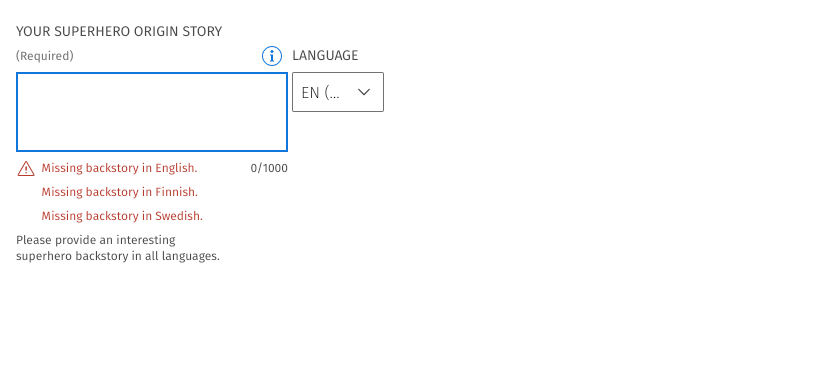 YOUR SUPERHERO ORIGIN STORY
(Required)
LANGUAGE
EN (...
Missing backstory in English.
0/1000
Missing backstory in Finnish.
Missing backstory in Swedish.
Please provide an interesting
superhero backstory in all languages.